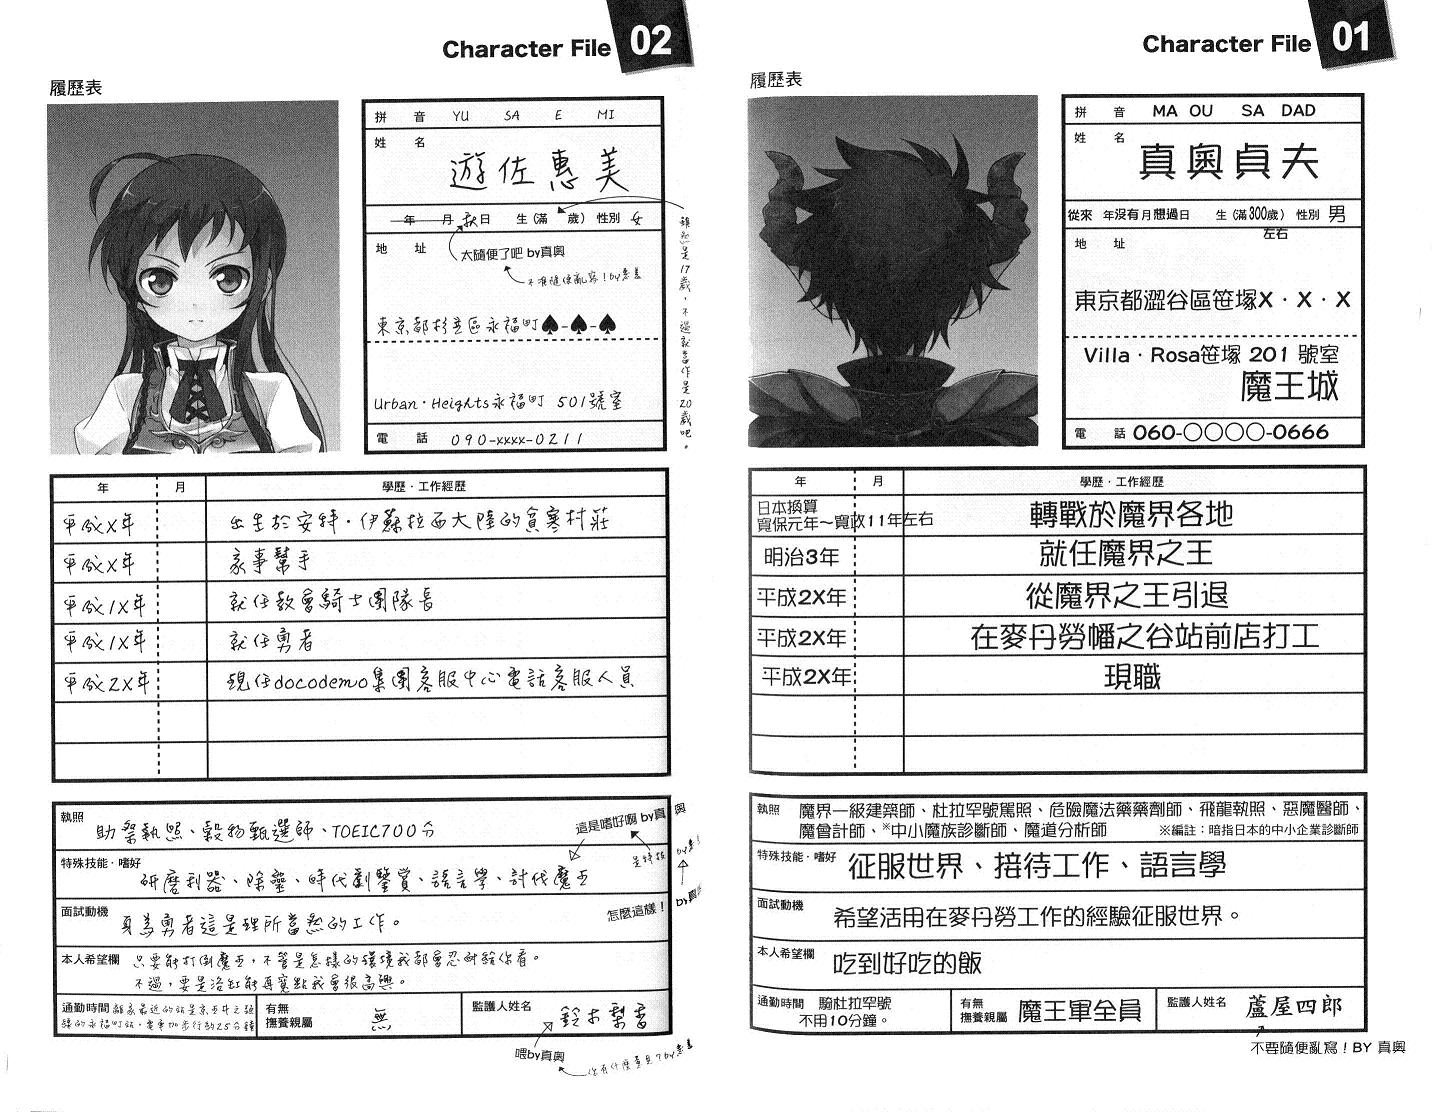 Character File 02
履歷表
拼 音 YU SA E MI
姓 名
遊佐惠美
年 月 秋日 生(滿 歲) 性別 女
太隨便了吧 by真奧
不准隨便亂寫!by惠美
雖然是17歲,不過就當作是20歲吧。
地 址
東京都杉並區永福町♠-♠-♠
Urban·Heights永福町 501號室
電 話 090-xxxx-0211
年 月 學歷·工作經歷
平成X年 出生於安特·伊蘇拉西大陸的貧寒村莊
平成X年 家事幫手
平成1X年 就任教會騎士團隊長
平成1X年 就任勇者
平成2X年 現任docodemo集團客服中心電話客服人員
執照 助祭執照、穀物甄選師、TOEIC700分
這是嗜好啊 by真奧
特殊技能·嗜好
研磨利器、除壘、時代劇鑒賞、語言學、討伐魔王
是特技 by惠
怎麼這樣! by真
面試動機
身為勇者這是理所當然的工作。
本人希望欄 只要能打倒魔王,不管是怎樣的環境我都會忍耐給你看。
不過,要是浴缸能再寬點我會很高興。
通勤時間 離家最近的站是京王井之頭
線的永福町站,電車加步行約25分鐘
有無
撫養親屬 無
監護人姓名 鈴木梨香
喂by真奧
你有什麼意見?by惠美
Character File 01
履歷表
拼 音 MA OU SA DAO
姓 名
真奧貞夫
從來 年沒有月想過日 生(滿300歲) 性別 男
左右
地 址
東京都澀谷區笹塚X·X·X
Villa·Rosa笹塚 201 號室
魔王城
電 話 060-〇〇〇〇-0666
年 月 學歷·工作經歷
日本換算
寬保元年~寬政11年左右 轉戰於魔界各地
明治3年 就任魔界之王
平成2X年 從魔界之王引退
平成2X年 在麥丹勞幡之谷站前店打工
平成2X年 現職
執照 魔界一級建築師、杜拉罕號駕照、危險魔法藥藥劑師、飛龍執照、惡魔醫師、
魔會計師、※中小魔族診斷師、魔道分析師 ※編註:暗指日本的中小企業診斷師
特殊技能·嗜好 征服世界、接待工作、語言學
面試動機
希望活用在麥丹勞工作的經驗征服世界。
本人希望欄
吃到好吃的飯
通勤時間 騎杜拉罕號
不用10分鐘。
有無
撫養親屬 魔王軍全員
監護人姓名 蘆屋四郎
不要隨便亂寫!BY 真奧